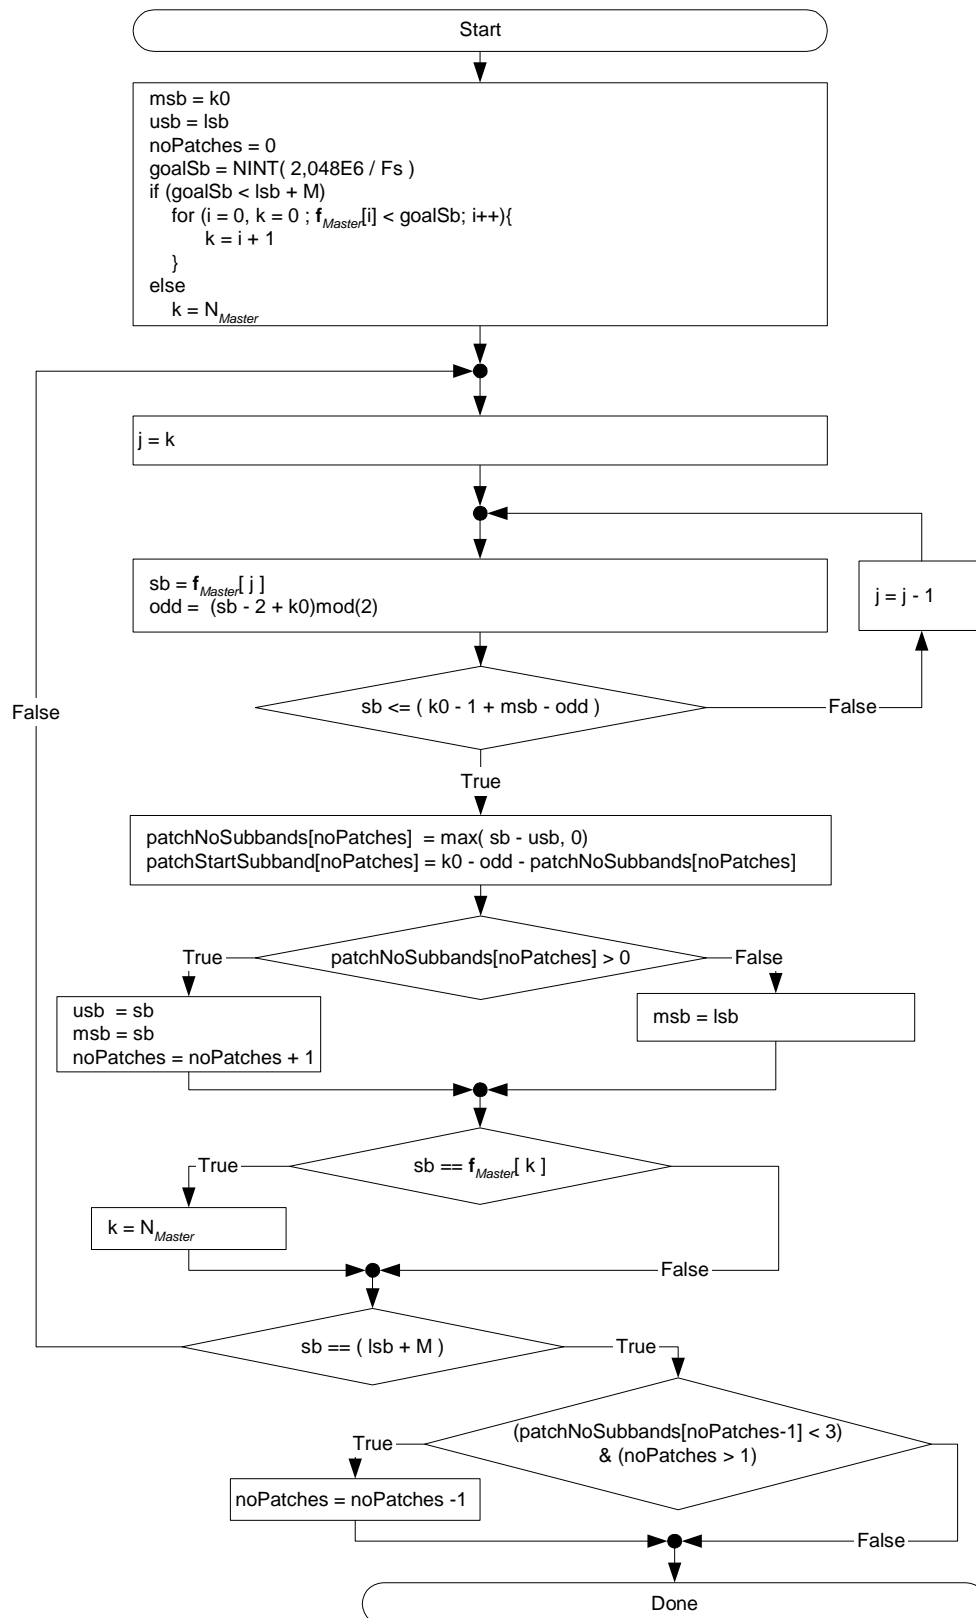 Start
msb = k0
usb = lsb
noPatches = 0
goalSb = NINT( 2,048E6 / Fs )
if (goalSb < lsb + M)
for (i = 0, k = 0 ; fMaster[i] < goalSb; i++){
k = i + 1
}
else
k = NMaster
j = k
sb = fMaster[ j ]
odd = (sb - 2 + k0)mod(2)
j = j - 1
sb <= ( k0 - 1 + msb - odd )
False
False
True
patchNoSubbands[noPatches] = max( sb - usb, 0)
patchStartSubband[noPatches] = k0 - odd - patchNoSubbands[noPatches]
True
patchNoSubbands[noPatches] > 0
False
usb = sb
msb = sb
noPatches = noPatches + 1
msb = lsb
True
sb == fMaster[ k ]
k = NMaster
False
sb == ( lsb + M )
True
(patchNoSubbands[noPatches-1] < 3)
& (noPatches > 1)
True
noPatches = noPatches -1
False
Done